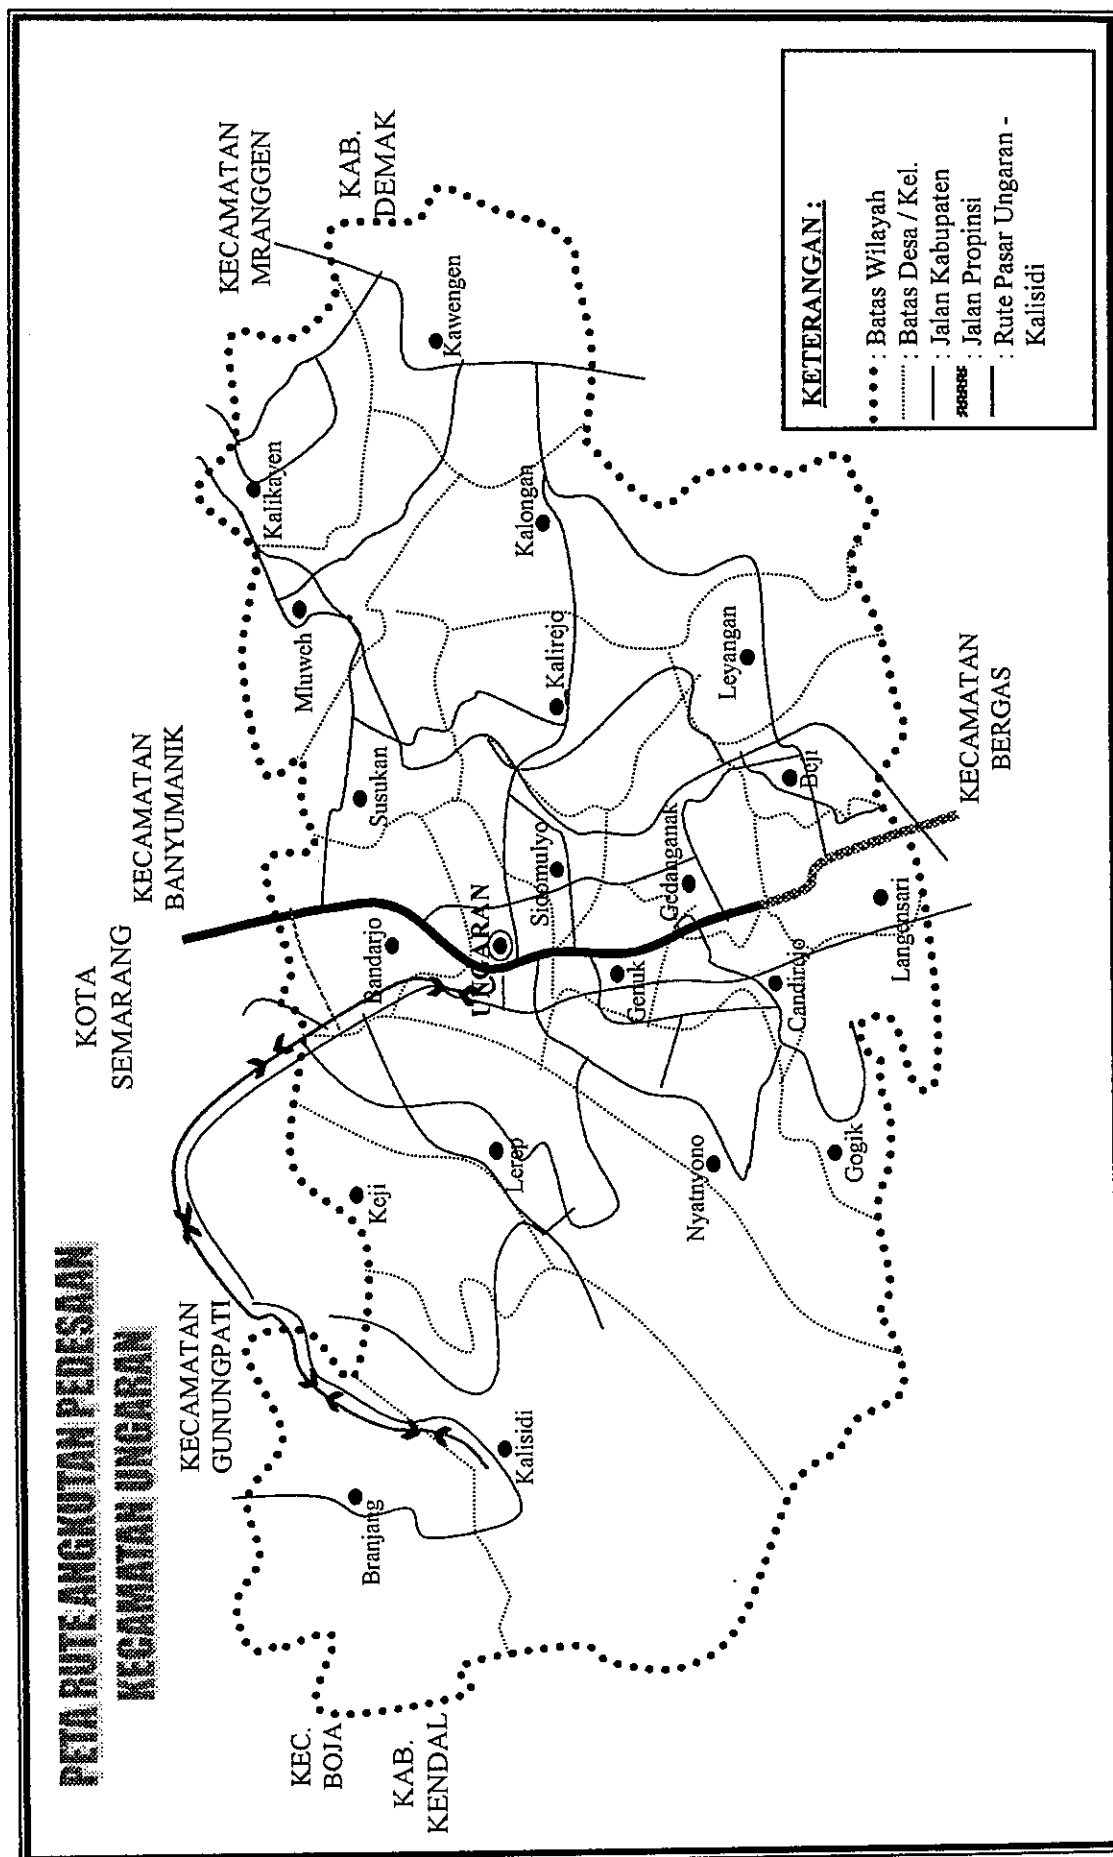 PETA RUTE ANGKUTAN PEDESAAN
KECAMATAN UNGARAN
KEC.
BOJA
KAB.
KENDAL
KECAMATAN
GUNUNGPATI
KOTA
SEMARANG
KECAMATAN
BANYUMANIK
KECAMATAN
MRANGGEN
KAB.
DEMAK
KECAMATAN
BERGAS
Branjang
Kalisidi
Keji
Lerep
Nyatnyono
Gogik
Bandarjo
UNGARAN
Genuk
Candirejo
Langensari
Susukan
Sidomulyo
Gedanganak
Beji
Mluweh
Kalirejo
Leyangan
Kalikayen
Kalongan
Kawengen
KETERANGAN :
: Batas Wilayah
: Batas Desa / Kel.
: Jalan Kabupaten
: Jalan Propinsi
: Rute Pasar Ungaran -
Kalisidi